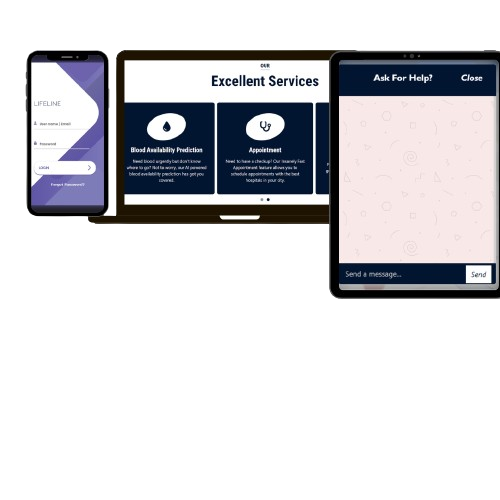 LIFELINE
User name / Email
Password
LOGIN
Forgot Password?
OUR
Excellent Services
Blood Availability Prediction
Need blood urgently but don't know
where to go? Not to worry, our AI powered
blood availability prediction has got you
covered.
Appointment
Need to have a checkup? Our Insanely Fast
Appointment feature allows you to
schedule appointments with the best
hospitals in your city.
Ask For Help?
Close
Send a message...
Send